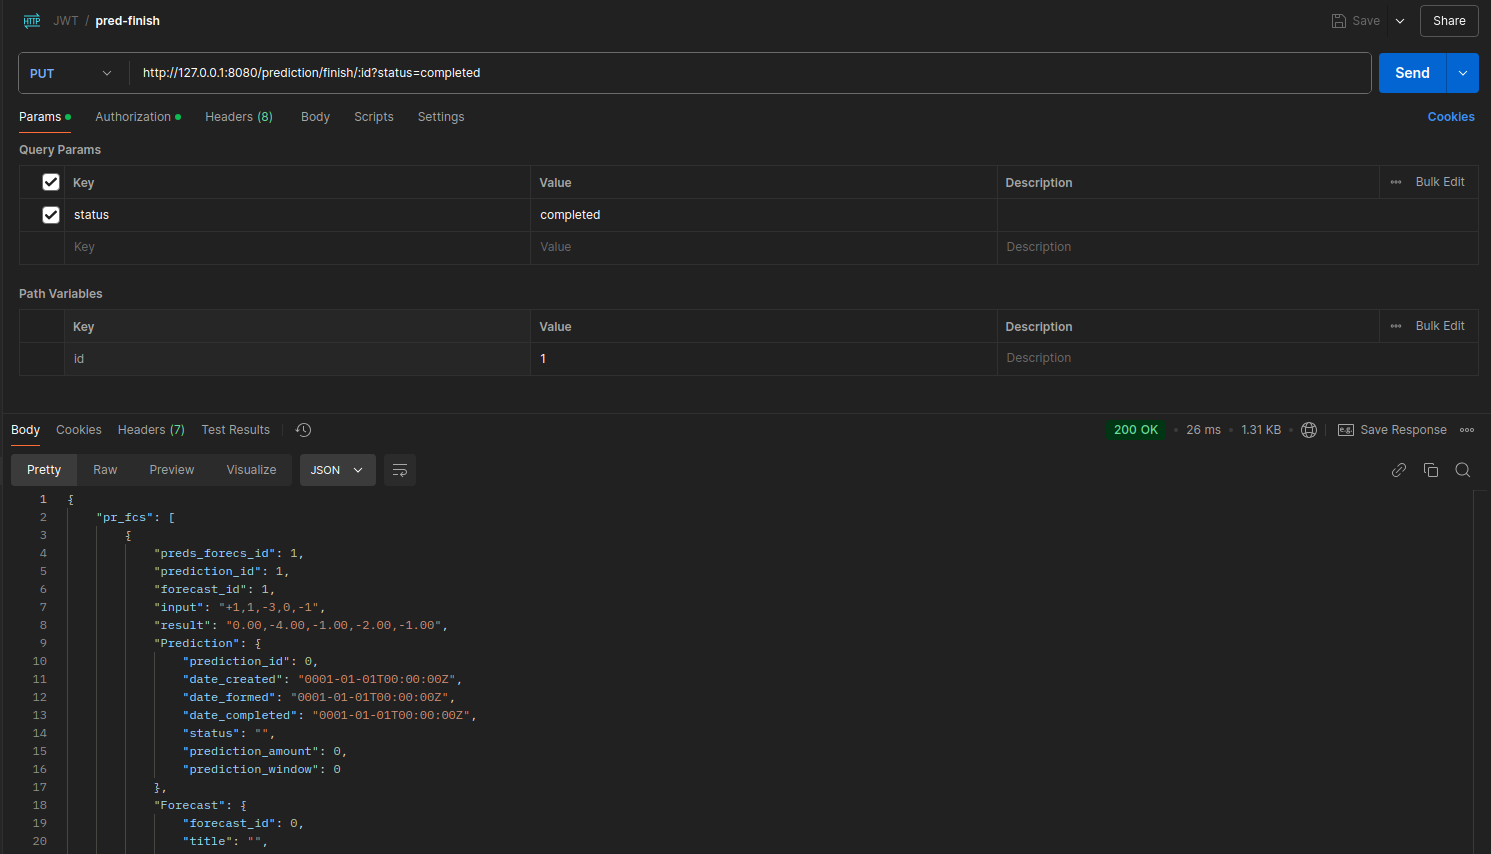 HTTP JWT / pred-finish Save Share
PUT http://127.0.0.1:8080/prediction/finish/:id?status=completed Send
Params Authorization Headers (8) Body Scripts Settings Cookies
Query Params
Key Value Description Bulk Edit
status completed
Key Value Description
Path Variables
Key Value Description Bulk Edit
id 1 Description
Body Cookies Headers (7) Test Results 200 OK 26 ms 1.31 KB e.g. Save Response
Pretty Raw Preview Visualize JSON
1 {
2 "pr_fcs": [
3 {
4 "preds_forecs_id": 1,
5 "prediction_id": 1,
6 "forecast_id": 1,
7 "input": "+1,1,-3,0,-1",
8 "result": "0.00,-4.00,-1.00,-2.00,-1.00",
9 "Prediction": {
10 "prediction_id": 0,
11 "date_created": "0001-01-01T00:00:00Z",
12 "date_formed": "0001-01-01T00:00:00Z",
13 "date_completed": "0001-01-01T00:00:00Z",
14 "status": "",
15 "prediction_amount": 0,
16 "prediction_window": 0
17 },
18 "Forecast": {
19 "forecast_id": 0,
20 "title": "",